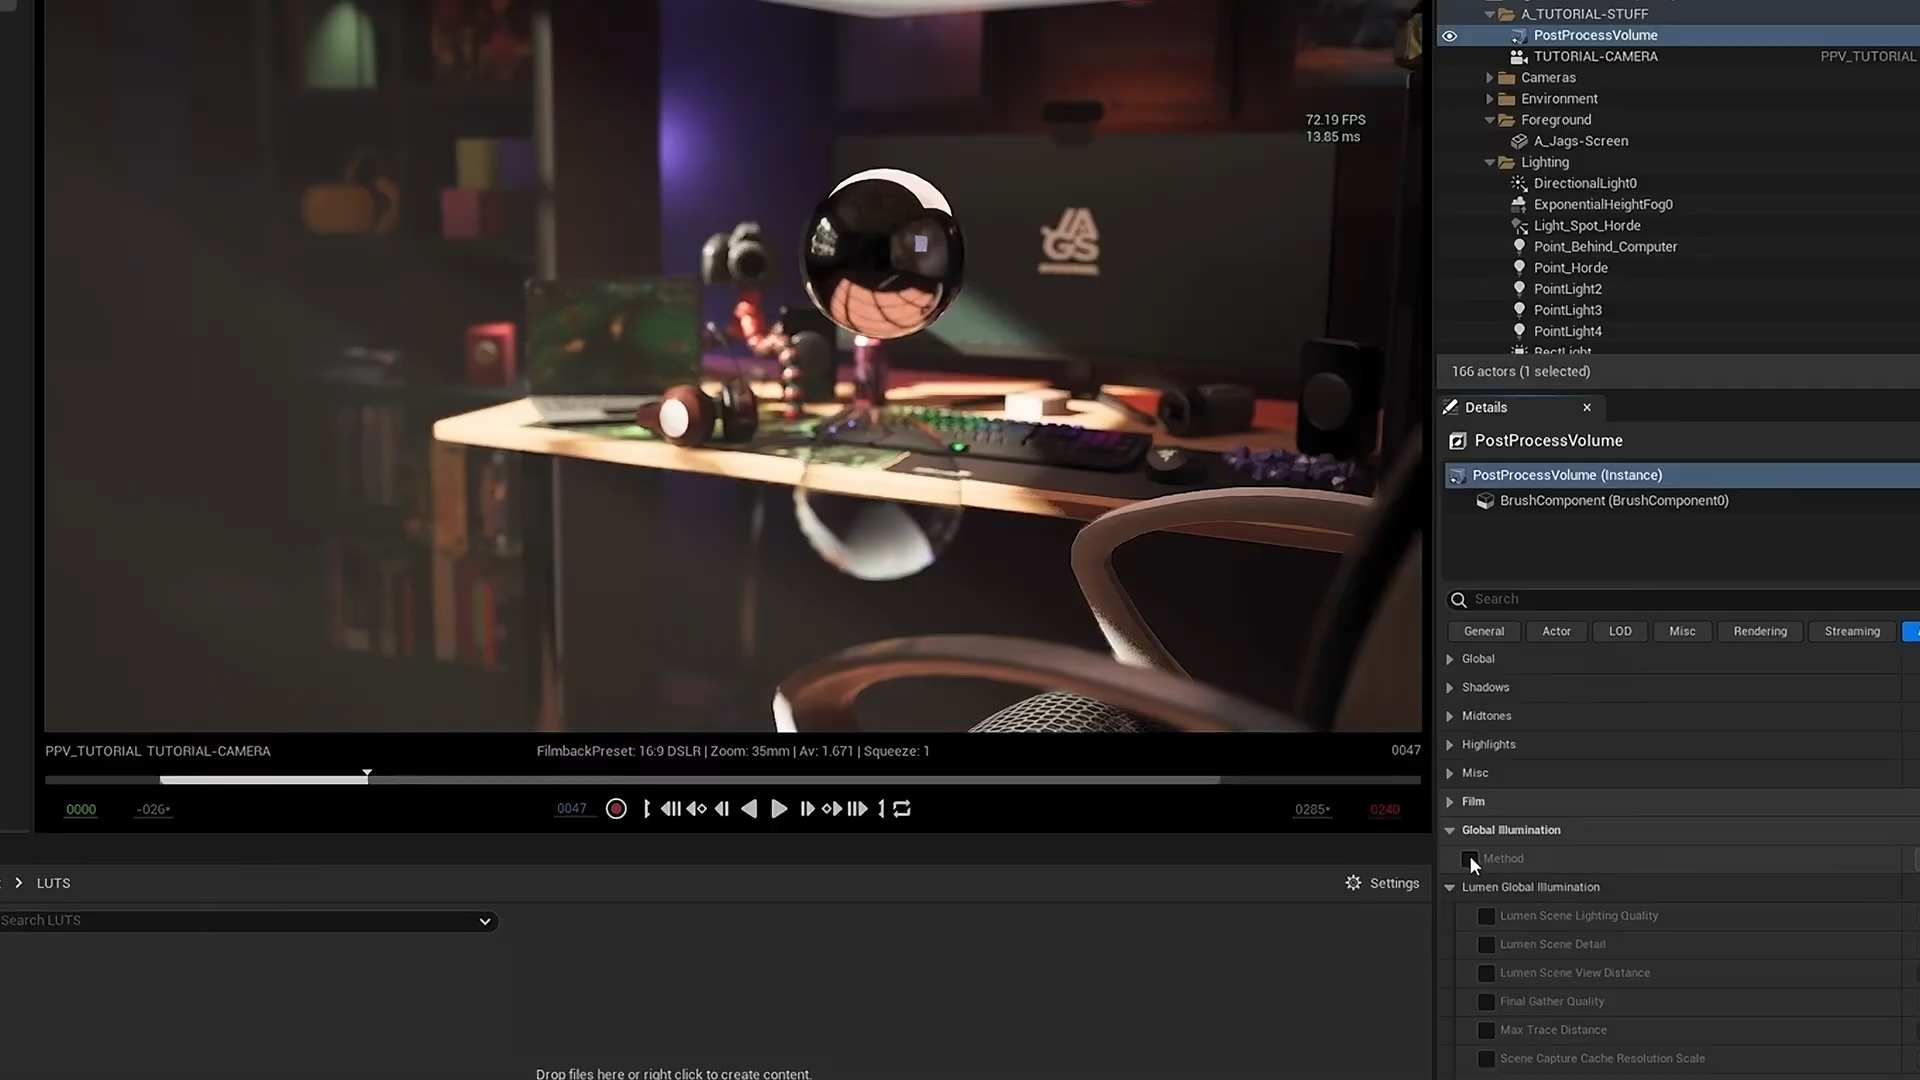 A_TUTORIAL-STUFF
PostProcessVolume
TUTORIAL-CAMERA PPV_TUTORIAL
Cameras
Environment
Foreground
A_Jags-Screen
Lighting
DirectionalLight0
ExponentialHeightFog0
Light_Spot_Horde
Point_Behind_Computer
Point_Horde
PointLight2
PointLight3
PointLight4
RectLight
166 actors (1 selected)
72.19 FPS
13.85 ms
JAGS
PPV_TUTORIAL TUTORIAL-CAMERA
FilmbackPreset: 16:9 DSLR | Zoom: 35mm | Av: 1.671 | Squeeze: 1
0047
0000
-026*
0047
0285*
0240
LUTS
Settings
Search LUTS
Drop files here or right click to create content.
Details
PostProcessVolume
PostProcessVolume (Instance)
BrushComponent (BrushComponent0)
Search
General Actor LOD Misc Rendering Streaming
Global
Shadows
Midtones
Highlights
Misc
Film
Global Illumination
Method
Lumen Global Illumination
Lumen Scene Lighting Quality
Lumen Scene Detail
Lumen Scene View Distance
Final Gather Quality
Max Trace Distance
Scene Capture Cache Resolution Scale